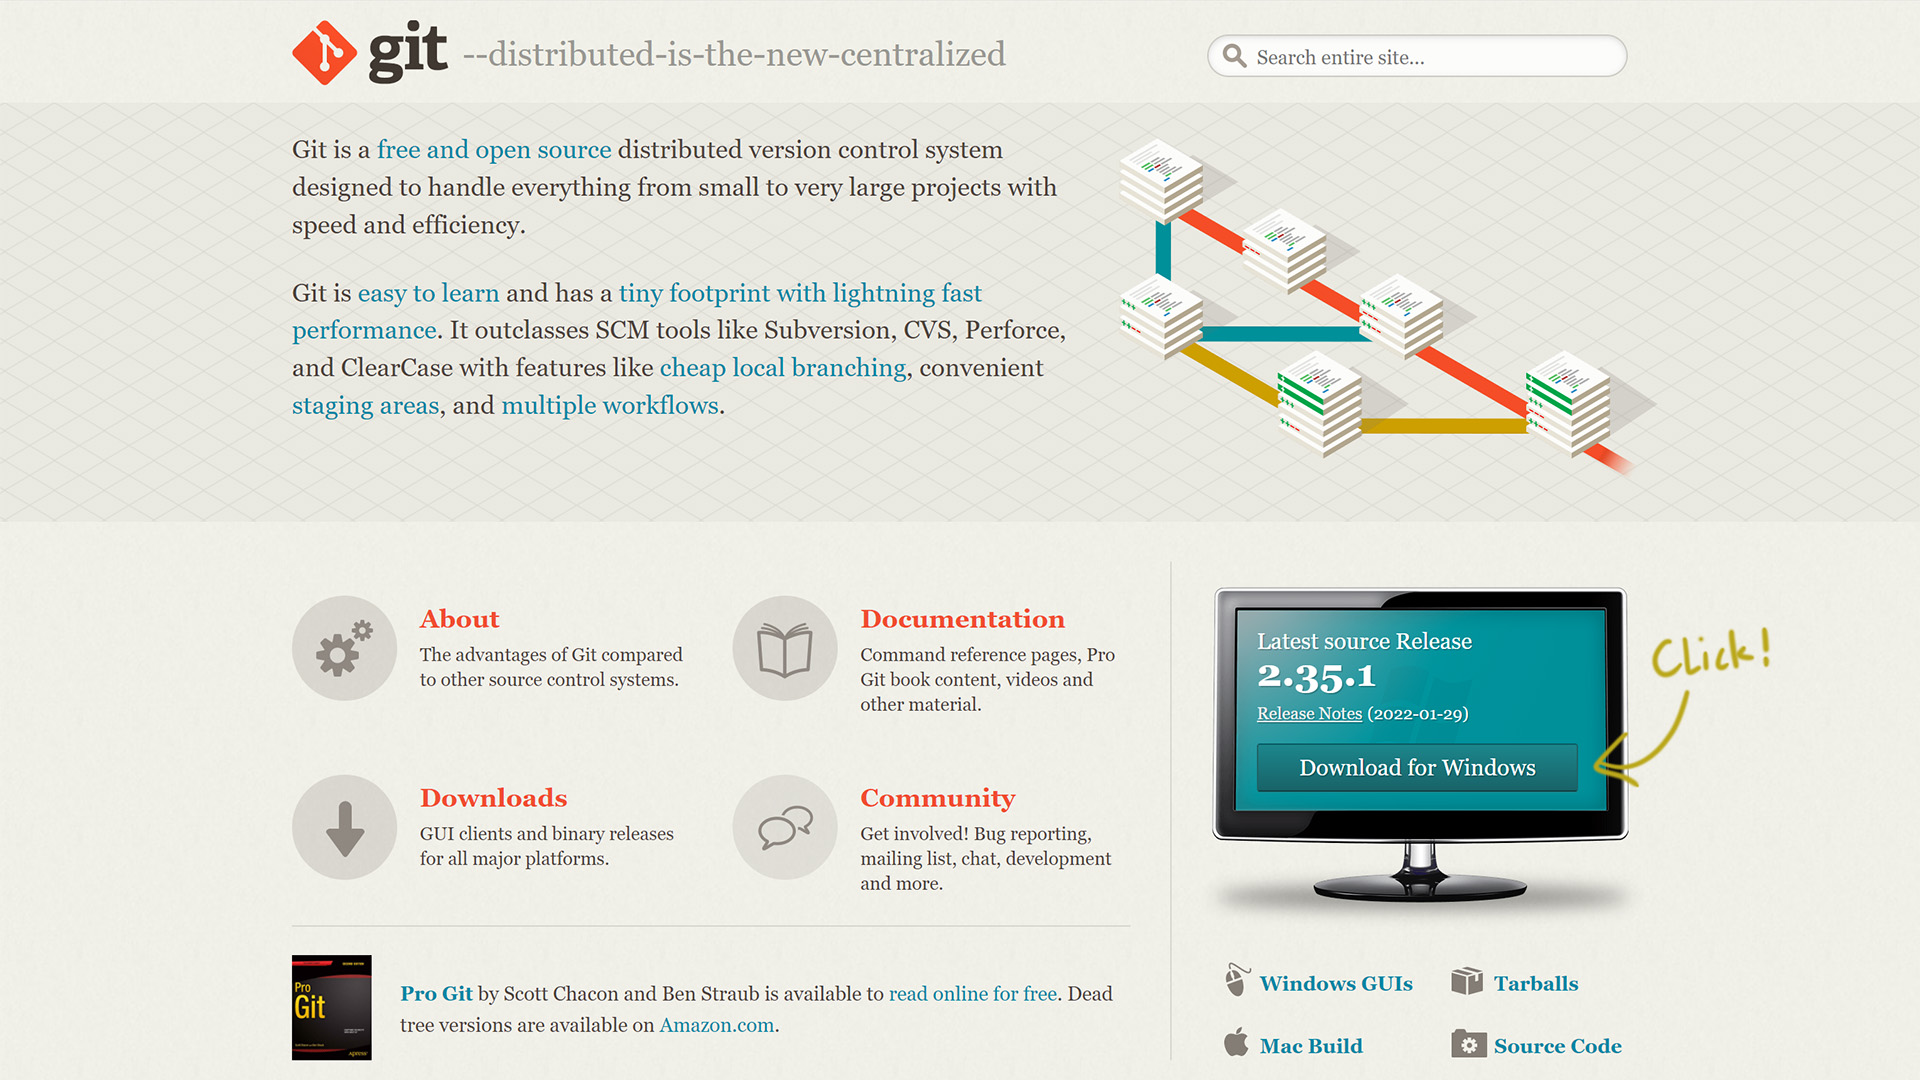 git --distributed-is-the-new-centralized
Search entire site...
Git is a free and open source distributed version control system
designed to handle everything from small to very large projects with
speed and efficiency.
Git is easy to learn and has a tiny footprint with lightning fast
performance. It outclasses SCM tools like Subversion, CVS, Perforce,
and ClearCase with features like cheap local branching, convenient
staging areas, and multiple workflows.
About
The advantages of Git compared
to other source control systems.
Documentation
Command reference pages, Pro
Git book content, videos and
other material.
Downloads
GUI clients and binary releases
for all major platforms.
Community
Get involved! Bug reporting,
mailing list, chat, development
and more.
Pro
Git
Apress
Pro Git by Scott Chacon and Ben Straub is available to read online for free. Dead
tree versions are available on Amazon.com.
Latest source Release
2.35.1
Release Notes (2022-01-29)
Download for Windows
Click!
Windows GUIs
Tarballs
Mac Build
Source Code